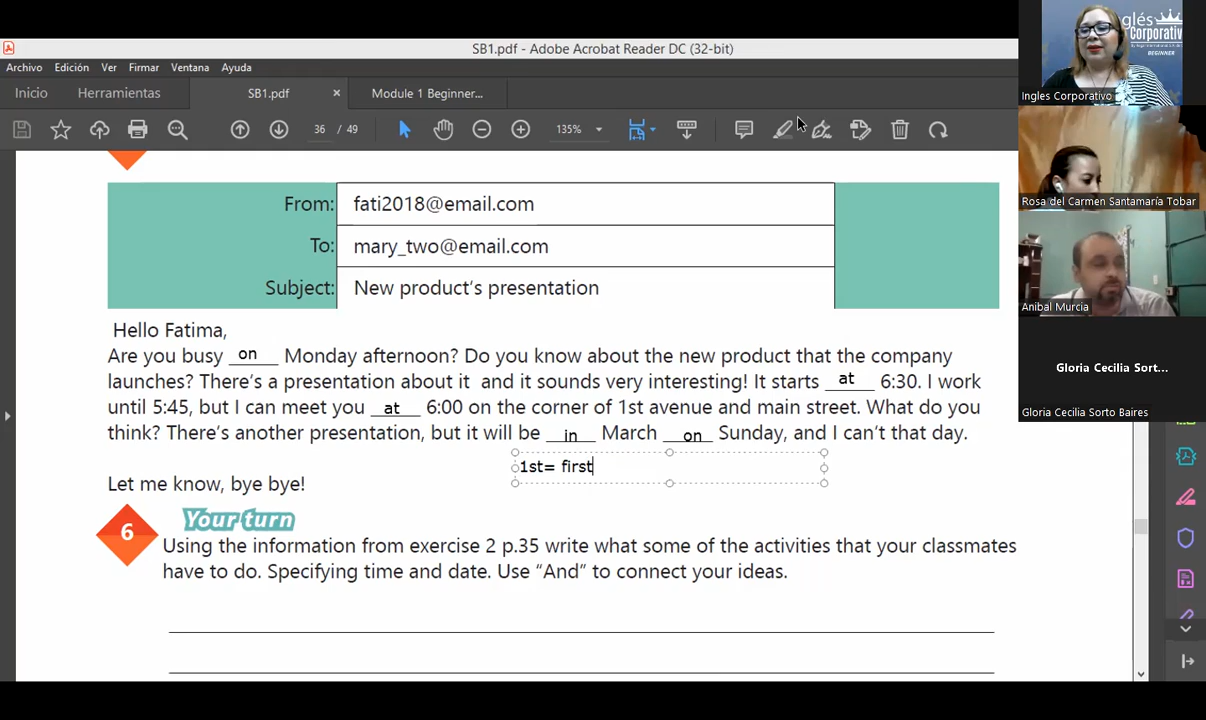 SB1.pdf - Adobe Acrobat Reader DC (32-bit)
Archivo Edición Ver Firmar Ventana Ayuda
Inicio Herramientas SB1.pdf × Module 1 Beginner...
36 / 49 135%
From: fati2018@email.com
To: mary_two@email.com
Subject: New product's presentation
Hello Fatima,
Are you busy on Monday afternoon? Do you know about the new product that the company
launches? There's a presentation about it and it sounds very interesting! It starts at 6:30. I work
until 5:45, but I can meet you at 6:00 on the corner of 1st avenue and main street. What do you
think? There's another presentation, but it will be in March on Sunday, and I can't that day.
1st= first
Let me know, bye bye!
6 Your turn
Using the information from exercise 2 p.35 write what some of the activities that your classmates
have to do. Specifying time and date. Use "And" to connect your ideas.
glés
Corporativ
BEGINNER
Ingles Corporativo
Rosa del Carmen Santamaría Tobar
Anibal Murcia
Gloria Cecilia Sort...
Gloria Cecilia Sorto Baires